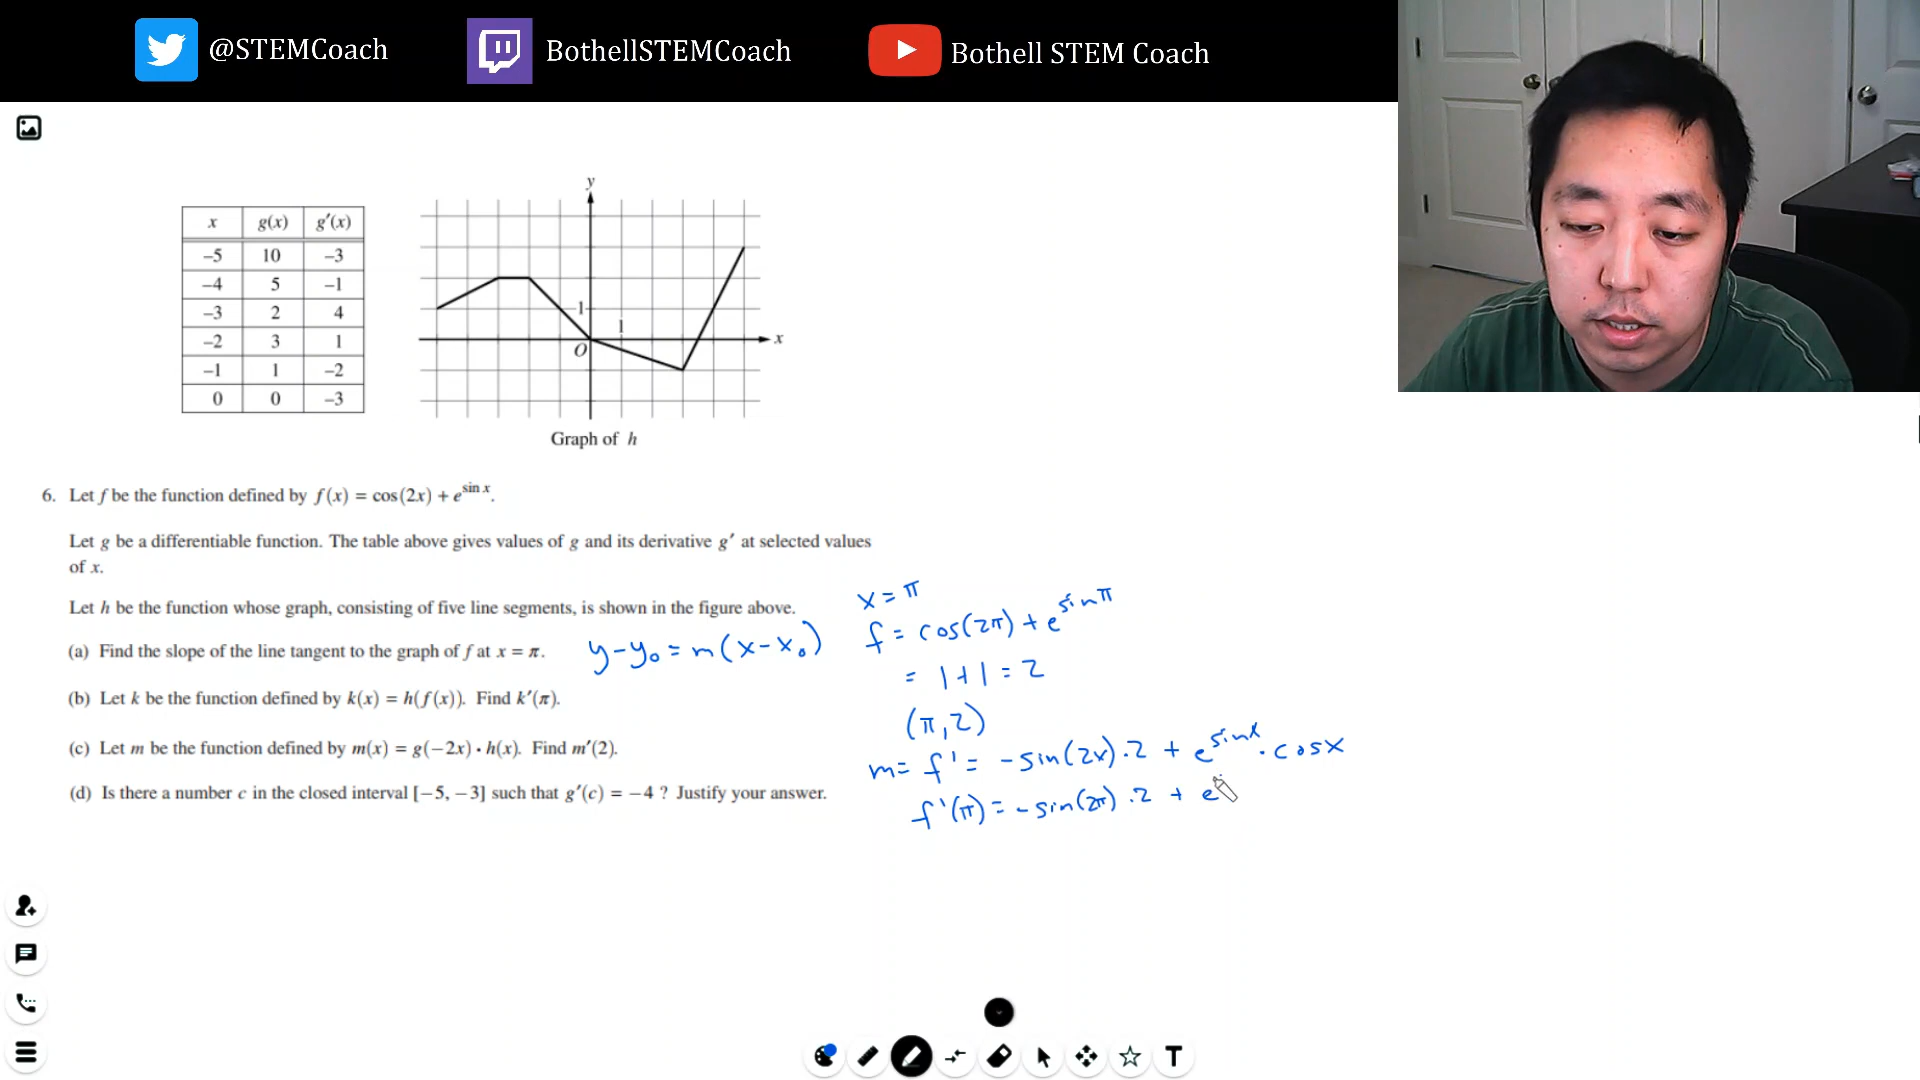 @STEMCoach
BothellSTEMCoach
Bothell STEM Coach
x g(x) g′(x)
−5 10 −3
−4 5 −1
−3 2 4
−2 3 1
−1 1 −2
0 0 −3
y
1
1
O
x
Graph of h
6. Let f be the function defined by f(x) = cos(2x) + e^sin x.
Let g be a differentiable function. The table above gives values of g and its derivative g′ at selected values
of x.
Let h be the function whose graph, consisting of five line segments, is shown in the figure above.
(a) Find the slope of the line tangent to the graph of f at x = π.
(b) Let k be the function defined by k(x) = h(f(x)). Find k′(π).
(c) Let m be the function defined by m(x) = g(−2x) • h(x). Find m′(2).
(d) Is there a number c in the closed interval [−5, −3] such that g′(c) = −4 ? Justify your answer.
y-y₀ = m(x-x₀)
x = π
f = cos(2π) + e^sin π
= 1+1 = 2
(π,2)
m = f' = -sin(2x)·2 + e^sin x · cos x
f'(π) = -sin(2π)·2 + e
T